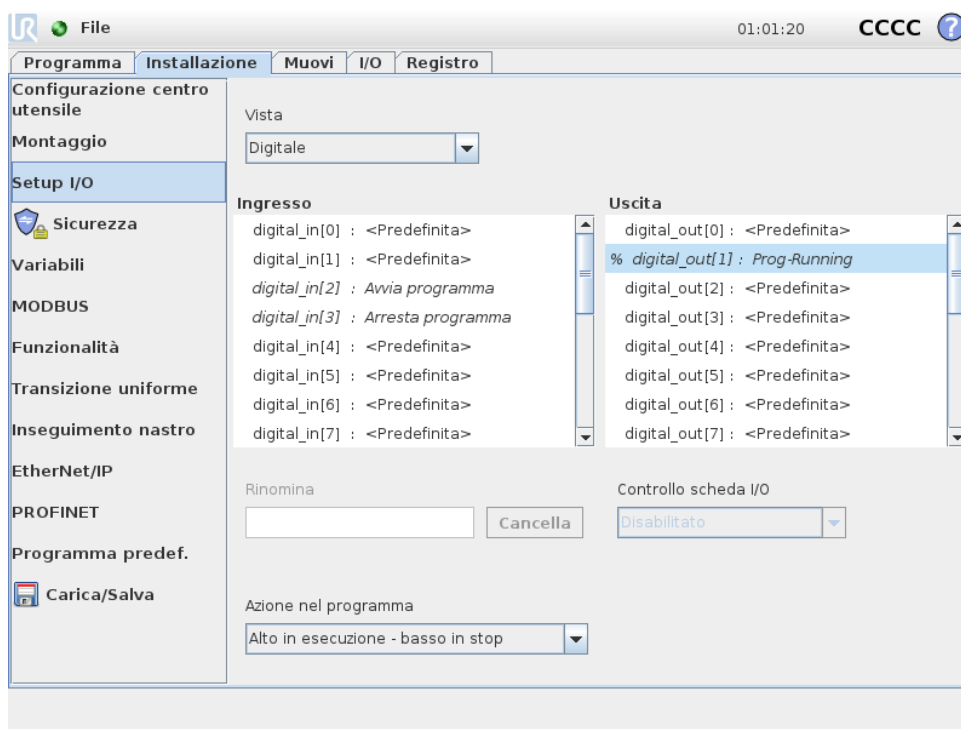 UR File 01:01:20 CCCC ?
Programma Installazione Muovi I/O Registro
Configurazione centro
utensile
Montaggio
Setup I/O
Sicurezza
Variabili
MODBUS
Funzionalità
Transizione uniforme
Inseguimento nastro
EtherNet/IP
PROFINET
Programma predef.
Carica/Salva
Vista
Digitale
Ingresso
digital_in[0] : <Predefinita>
digital_in[1] : <Predefinita>
digital_in[2] : Avvia programma
digital_in[3] : Arresta programma
digital_in[4] : <Predefinita>
digital_in[5] : <Predefinita>
digital_in[6] : <Predefinita>
digital_in[7] : <Predefinita>
Uscita
digital_out[0] : <Predefinita>
% digital_out[1] : Prog-Running
digital_out[2] : <Predefinita>
digital_out[3] : <Predefinita>
digital_out[4] : <Predefinita>
digital_out[5] : <Predefinita>
digital_out[6] : <Predefinita>
digital_out[7] : <Predefinita>
Rinomina
Cancella
Controllo scheda I/O
Disabilitato
Azione nel programma
Alto in esecuzione - basso in stop